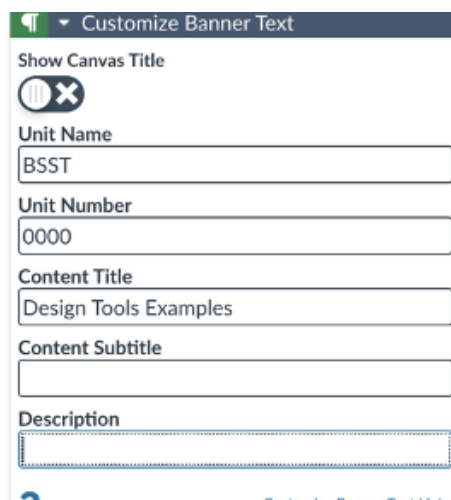 Customize Banner Text
Show Canvas Title
Unit Name
BSST
Unit Number
0000
Content Title
Design Tools Examples
Content Subtitle
Description